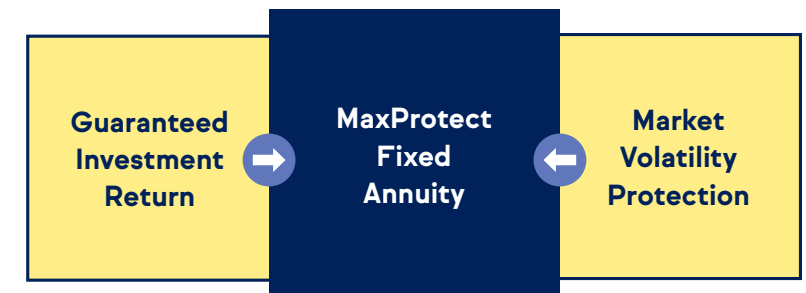 Guaranteed
Investment
Return
MaxProtect
Fixed
Annuity
Market
Volatility
Protection